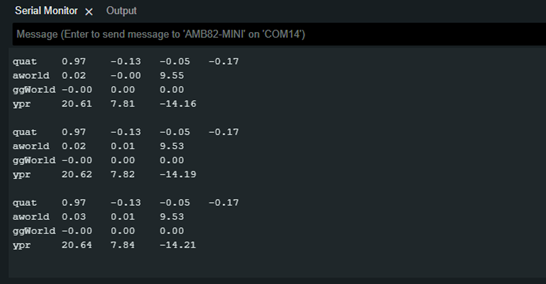 Serial Monitor × Output
Message (Enter to send message to 'AMB82-MINI' on 'COM14')
quat 0.97 -0.13 -0.05 -0.17
aworld 0.02 -0.00 9.55
ggWorld -0.00 0.00 0.00
ypr 20.61 7.81 -14.16
quat 0.97 -0.13 -0.05 -0.17
aworld 0.02 0.01 9.53
ggWorld -0.00 0.00 0.00
ypr 20.62 7.82 -14.19
quat 0.97 -0.13 -0.05 -0.17
aworld 0.03 0.01 9.53
ggWorld -0.00 0.00 0.00
ypr 20.64 7.84 -14.21